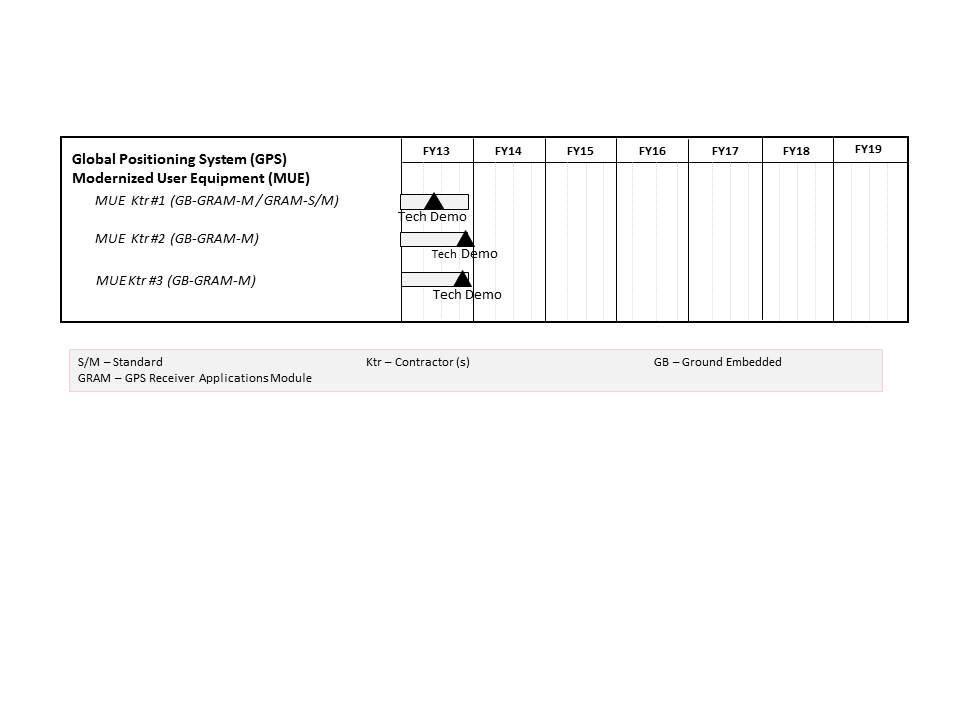 FY13 FY14 FY15 FY16 FY17 FY18 FY19
Global Positioning System (GPS)
Modernized User Equipment (MUE)
MUE Ktr #1 (GB-GRAM-M / GRAM-S/M)
Tech Demo
MUE Ktr #2 (GB-GRAM-M)
Tech Demo
MUE Ktr #3 (GB-GRAM-M)
Tech Demo
S/M – Standard Ktr – Contractor (s) GB – Ground Embedded
GRAM – GPS Receiver Applications Module